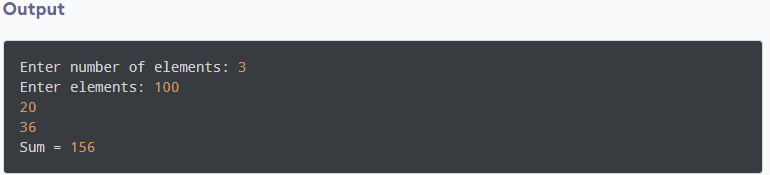 Output
Enter number of elements: 3
Enter elements: 100
20
36
Sum = 156